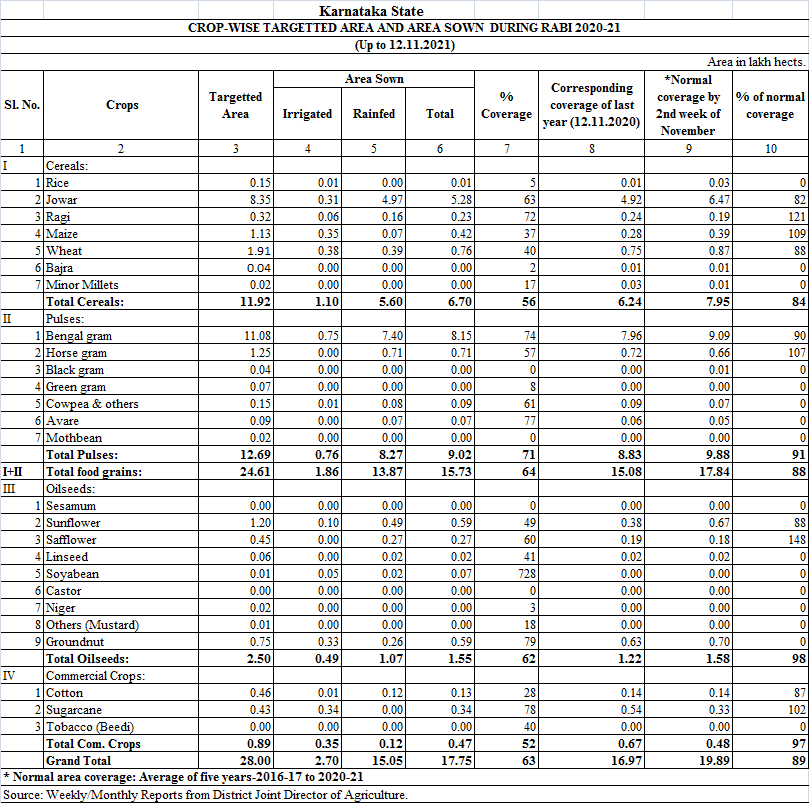 Karnataka State
CROP-WISE TARGETTED AREA AND AREA SOWN DURING RABI 2020-21
(Up to 12.11.2021)
Area in lakh hects.
Sl. No. Crops Targetted Area Area Sown Irrigated Rainfed Total % Coverage Corresponding coverage of last year (12.11.2020) *Normal coverage by 2nd week of November % of normal coverage
1 2 3 4 5 6 7 8 9 10
I Cereals:
1 Rice 0.15 0.01 0.00 0.01 5 0.01 0.03 0
2 Jowar 8.35 0.31 4.97 5.28 63 4.92 6.47 82
3 Ragi 0.32 0.06 0.16 0.23 72 0.24 0.19 121
4 Maize 1.13 0.35 0.07 0.42 37 0.28 0.39 109
5 Wheat 1.91 0.38 0.39 0.76 40 0.75 0.87 88
6 Bajra 0.04 0.00 0.00 0.00 2 0.01 0.01 0
7 Minor Millets 0.02 0.00 0.00 0.00 17 0.03 0.01 0
Total Cereals: 11.92 1.10 5.60 6.70 56 6.24 7.95 84
II Pulses:
1 Bengal gram 11.08 0.75 7.40 8.15 74 7.96 9.09 90
2 Horse gram 1.25 0.00 0.71 0.71 57 0.72 0.66 107
3 Black gram 0.04 0.00 0.00 0.00 0 0.00 0.01 0
4 Green gram 0.07 0.00 0.00 0.00 8 0.00 0.00 0
5 Cowpea & others 0.15 0.01 0.08 0.09 61 0.09 0.07 0
6 Avare 0.09 0.00 0.07 0.07 77 0.06 0.05 0
7 Mothbean 0.02 0.00 0.00 0.00 0 0.00 0.00 0
Total Pulses: 12.69 0.76 8.27 9.02 71 8.83 9.88 91
I+II Total food grains: 24.61 1.86 13.87 15.73 64 15.08 17.84 88
III Oilseeds:
1 Sesamum 0.00 0.00 0.00 0.00 0 0.00 0.00 0
2 Sunflower 1.20 0.10 0.49 0.59 49 0.38 0.67 88
3 Safflower 0.45 0.00 0.27 0.27 60 0.19 0.18 148
4 Linseed 0.06 0.00 0.02 0.02 41 0.02 0.02 0
5 Soyabean 0.01 0.05 0.02 0.07 728 0.00 0.00 0
6 Castor 0.00 0.00 0.00 0.00 0 0.00 0.00 0
7 Niger 0.02 0.00 0.00 0.00 3 0.00 0.00 0
8 Others (Mustard) 0.01 0.00 0.00 0.00 18 0.00 0.00 0
9 Groundnut 0.75 0.33 0.26 0.59 79 0.63 0.70 0
Total Oilseeds: 2.50 0.49 1.07 1.55 62 1.22 1.58 98
IV Commercial Crops:
1 Cotton 0.46 0.01 0.12 0.13 28 0.14 0.14 87
2 Sugarcane 0.43 0.34 0.00 0.34 78 0.54 0.33 102
3 Tobacco (Beedi) 0.00 0.00 0.00 0.00 40 0.00 0.00 0
Total Com. Crops 0.89 0.35 0.12 0.47 52 0.67 0.48 97
Grand Total 28.00 2.70 15.05 17.75 63 16.97 19.89 89
* Normal area coverage: Average of five years-2016-17 to 2020-21
Source: Weekly/Monthly Reports from District Joint Director of Agriculture.